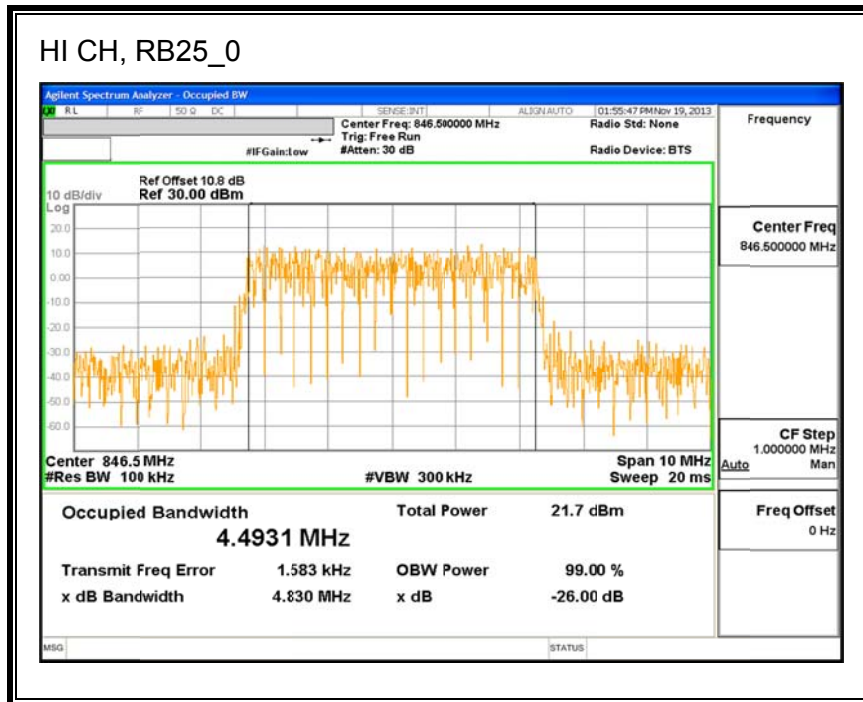 HI CH, RB25_0
Agilent Spectrum Analyzer - Occupied BW
RL RF 50 Ω DC SENSE:INT ALIGN AUTO 01:55:47 PM Nov 19, 2013
Center Freq: 846.500000 MHz Radio Std: None
Trig: Free Run
#IFGain:Low #Atten: 30 dB Radio Device: BTS
Frequency
Ref Offset 10.8 dB
10 dB/div Ref 30.00 dBm
Log
20.0
10.0
0.00
-10.0
-20.0
-30.0
-40.0
-50.0
-60.0
Center Freq
846.500000 MHz
Center 846.5 MHz Span 10 MHz
#Res BW 100 kHz #VBW 300 kHz Sweep 20 ms
CF Step
1.000000 MHz
Auto Man
Freq Offset
0 Hz
Occupied Bandwidth Total Power 21.7 dBm
4.4931 MHz
Transmit Freq Error 1.583 kHz OBW Power 99.00 %
x dB Bandwidth 4.830 MHz x dB -26.00 dB
MSG STATUS